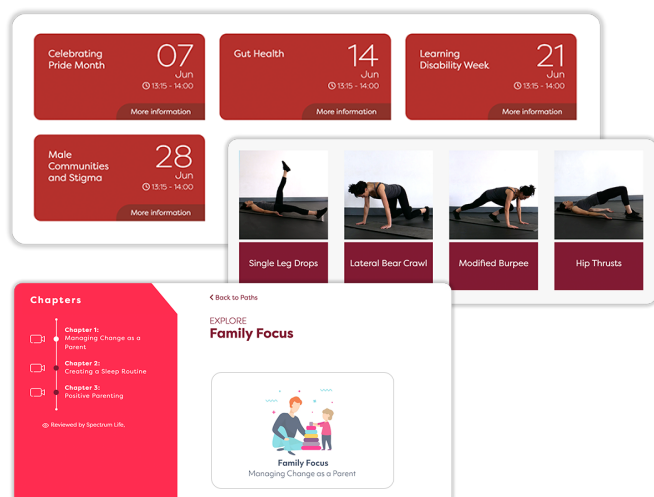 Celebrating
Pride Month
07
Jun
13:15 - 14:00
More information
Gut Health
14
Jun
13:15 - 14:00
More information
Learning
Disability Week
21
Jun
13:15 - 14:00
More information
Male
Communities
and Stigma
28
Jun
13:15 - 14:00
More information
Single Leg Drops
Lateral Bear Crawl
Modified Burpee
Hip Thrusts
Chapters
Chapter 1:
Managing Change as a
Parent
Chapter 2:
Creating a Sleep Routine
Chapter 3:
Positive Parenting
Reviewed by Spectrum Life,
Back to Paths
EXPLORE
Family Focus
Family Focus
Managing Change as a Parent